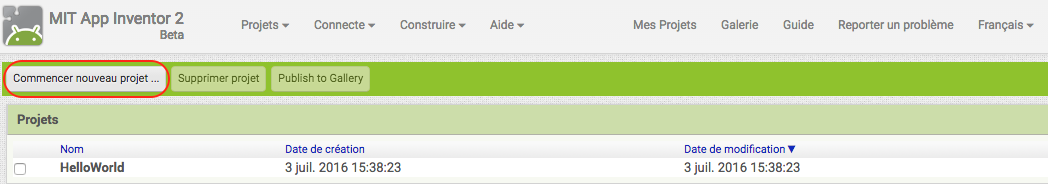 MIT App Inventor 2
Beta
Projets Connecte Construire Aide Mes Projets Galerie Guide Reporter un problème Français
Commencer nouveau projet ... Supprimer projet Publish to Gallery
Projets
Nom Date de création Date de modification
HelloWorld 3 juil. 2016 15:38:23 3 juil. 2016 15:38:23